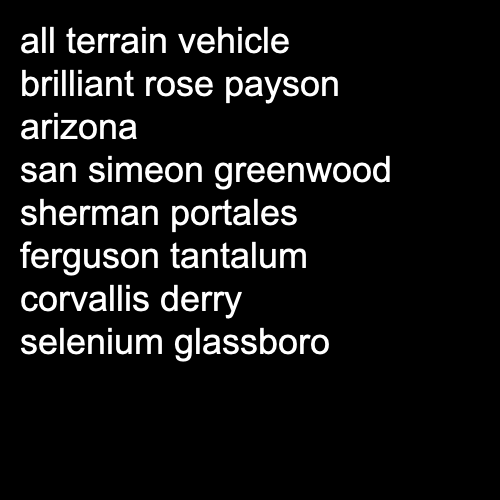 all terrain vehicle
brilliant rose payson
arizona
san simeon greenwood
sherman portales
ferguson tantalum
corvallis derry
selenium glassboro